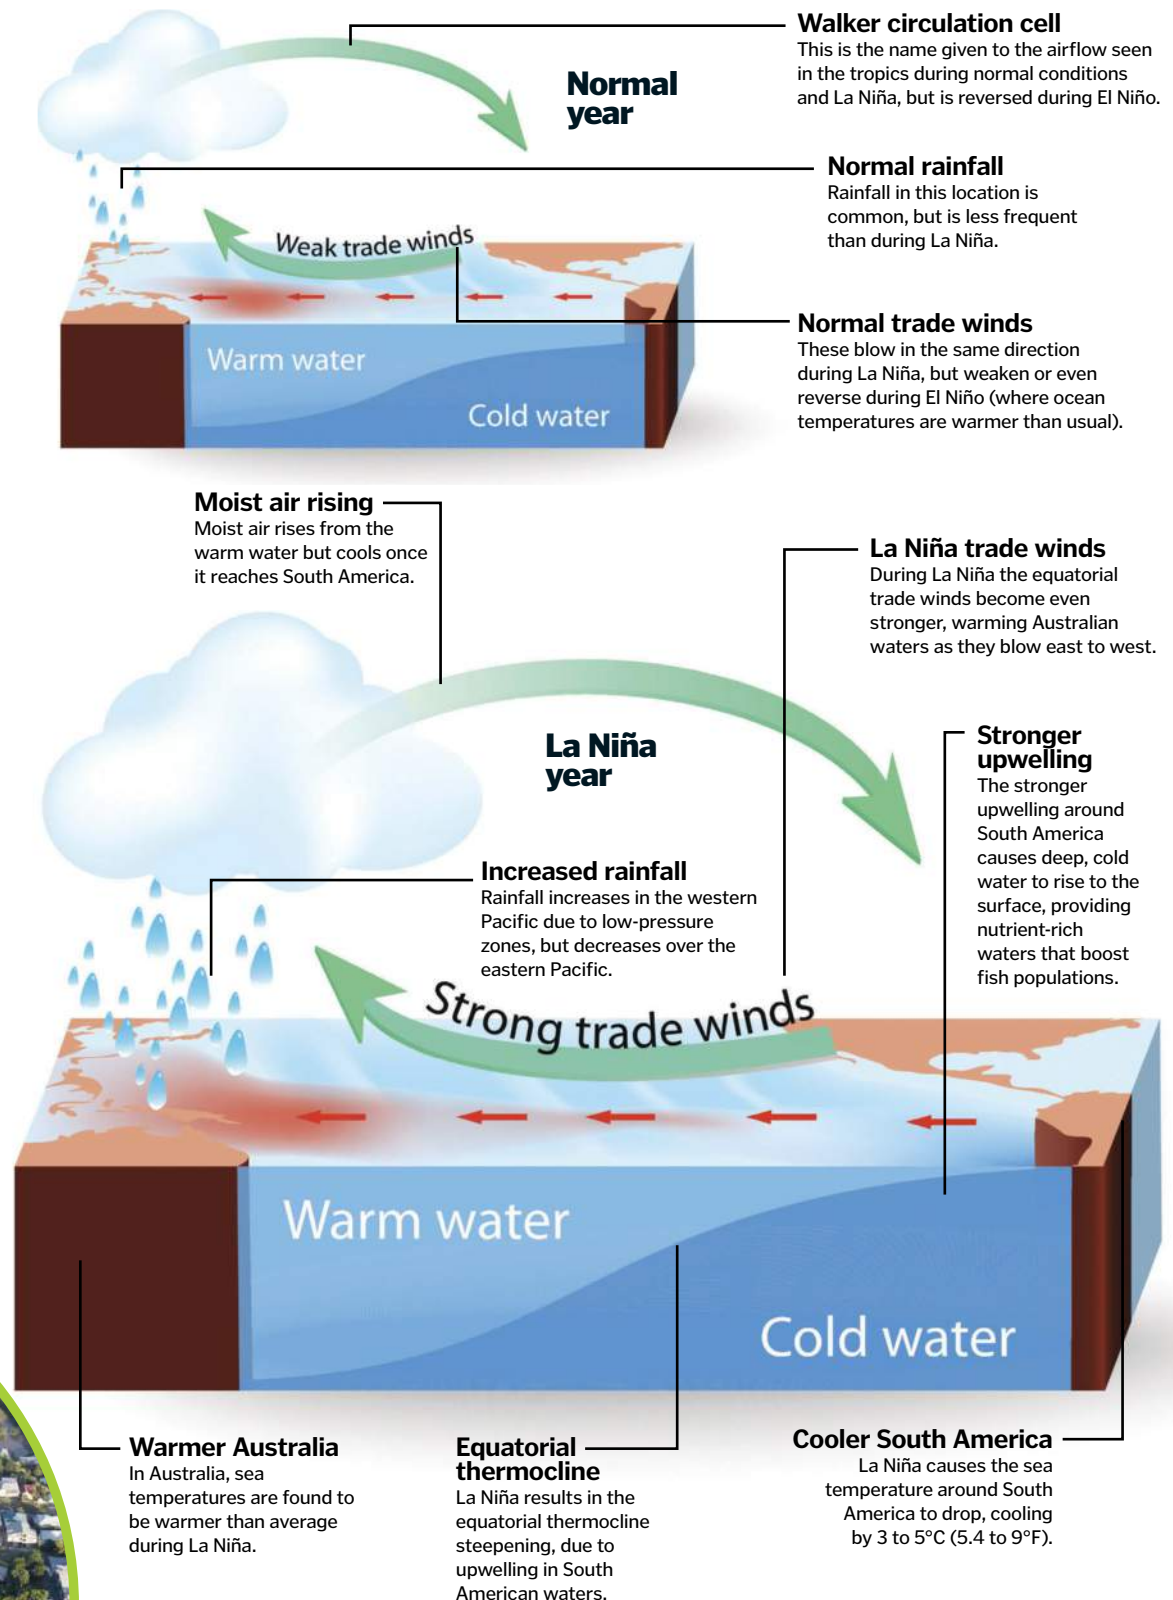 Walker circulation cell
This is the name given to the airflow seen
in the tropics during normal conditions
and La Niña, but is reversed during El Niño.
Normal
year
Normal rainfall
Rainfall in this location is
common, but is less frequent
than during La Niña.
Weak trade winds
Normal trade winds
These blow in the same direction
during La Niña, but weaken or even
reverse during El Niño (where ocean
temperatures are warmer than usual).
Warm water
Cold water
Moist air rising
Moist air rises from the
warm water but cools once
it reaches South America.
La Niña trade winds
During La Niña the equatorial
trade winds become even
stronger, warming Australian
waters as they blow east to west.
La Niña
year
Stronger
upwelling
The stronger
upwelling around
South America
causes deep, cold
water to rise to the
surface, providing
nutrient-rich
waters that boost
fish populations.
Increased rainfall
Rainfall increases in the western
Pacific due to low-pressure
zones, but decreases over the
eastern Pacific.
Strong trade winds
Warm water
Cold water
Warmer Australia
In Australia, sea
temperatures are found to
be warmer than average
during La Niña.
Equatorial
thermocline
La Niña results in the
equatorial thermocline
steepening, due to
upwelling in South
American waters.
Cooler South America
La Niña causes the sea
temperature around South
America to drop, cooling
by 3 to 5°C (5.4 to 9°F).